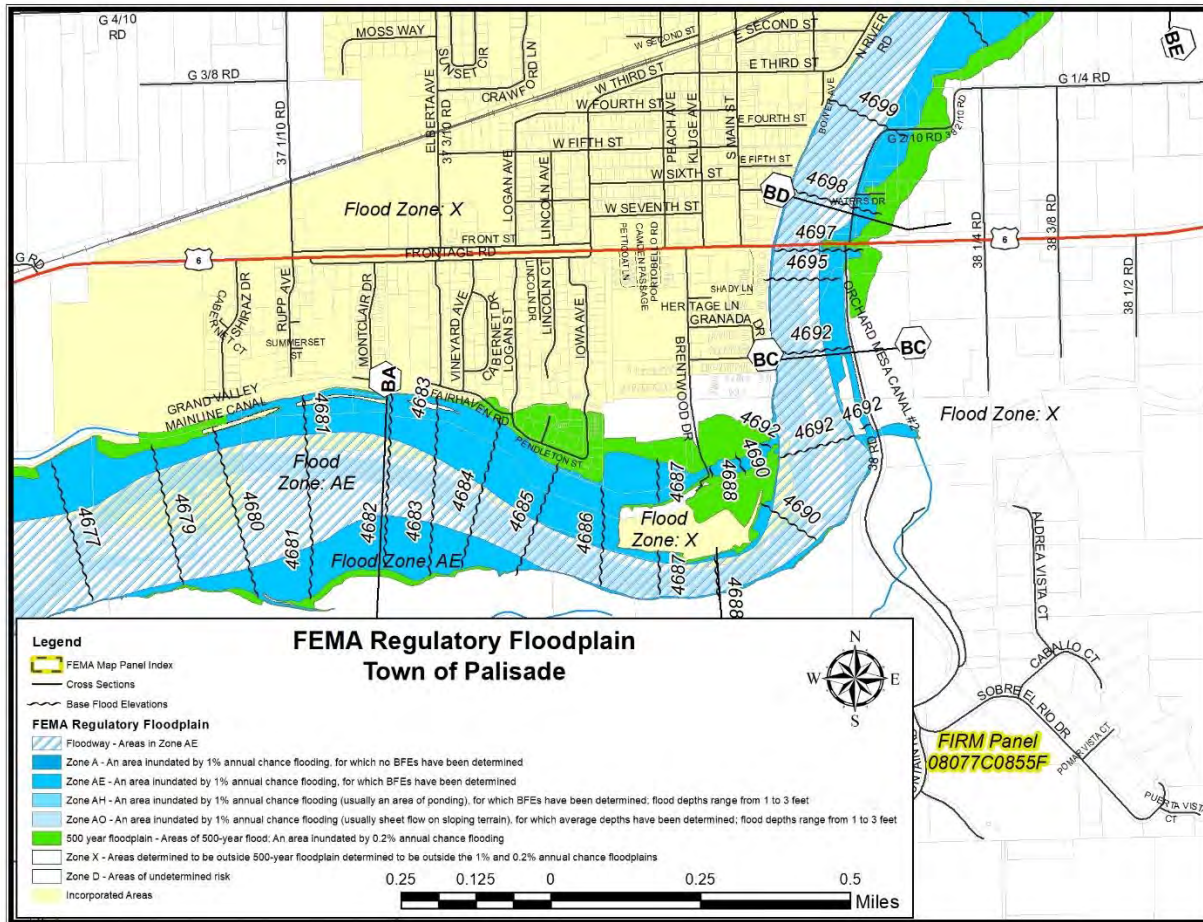 G 4/10
RD
MOSS WAY
SUNSET CIR
CRAWFORD LN
W SECOND ST
E SECOND ST
N RIVER
RD
BE
G 3/8 RD
ELBERTA AVE
37 3/10 RD
W THIRD ST
E THIRD ST
G 1/4 RD
37 1/10 RD
W FOURTH ST
PEACH AVE
KLUGE AVE
S MAIN ST
E FOURTH ST
BOWER AVE
4699
G 2/10 RD
38 2/10 RD
W FIFTH ST
E FIFTH ST
LOGAN AVE
LINCOLN AVE
W SIXTH ST
BD
4698
WATERS DR
Flood Zone: X
W SEVENTH ST
4697
FRONT ST
FRONTAGE RD
6
6
G RD
4695
38 1/4 RD
38 3/8 RD
38 1/2 RD
PETTICOAT LN
CAMDEN PASSAGE
PORTOBELLO RD
CABERNET CT
SHIRAZ DR
RUPP AVE
SUMMERSET
ST
MONTCLAIR DR
VINEYARD AVE
CABERNET DR
LOGAN ST
LINCOLN DR
LINCOLN CT
IOWA AVE
SHADY LN
HERITAGE LN
GRANADA
DR
BRENTWOOD DR
4692
BC
BC
ORCHARD MESA CANAL #2
BA
GRAND VALLEY
MAINLINE CANAL
4681
4683
FAIRHAVEN RD
PENDLETON ST
4692
4692
4692
38 RD
Flood Zone: X
4690
Flood
Zone: AE
4687
4688
4677
4679
4680
4681
4682
4683
4684
4685
4686
4690
Flood
Zone: X
Flood Zone: AE
4687
4688
ALDREA VISTA CT
CABALLO CT
SOBRE EL RIO DR
POMAR VISTA CT
PUERTA VISTA
CT
FIRM Panel
08077C0855F
Legend
FEMA Regulatory Floodplain
Town of Palisade
N
W
E
S
FEMA Map Panel Index
Cross Sections
Base Flood Elevations
FEMA Regulatory Floodplain
Floodway - Areas in Zone AE
Zone A - An area inundated by 1% annual chance flooding, for which no BFEs have been determined
Zone AE - An area inundated by 1% annual chance flooding, for which BFEs have been determined
Zone AH - An area inundated by 1% annual chance flooding (usually an area of ponding), for which BFEs have been determined; flood depths range from 1 to 3 feet
Zone AO - An area inundated by 1% annual chance flooding (usually sheet flow on sloping terrain), for which average depths have been determined; flood depths range from 1 to 3 feet
500 year floodplain - Areas of 500-year flood; An area inundated by 0.2% annual chance flooding
Zone X - Areas determined to be outside 500-year floodplain determined to be outside the 1% and 0.2% annual chance floodplains
Zone D - Areas of undetermined risk
Incorporated Areas
0.25
0.125
0
0.25
0.5
Miles